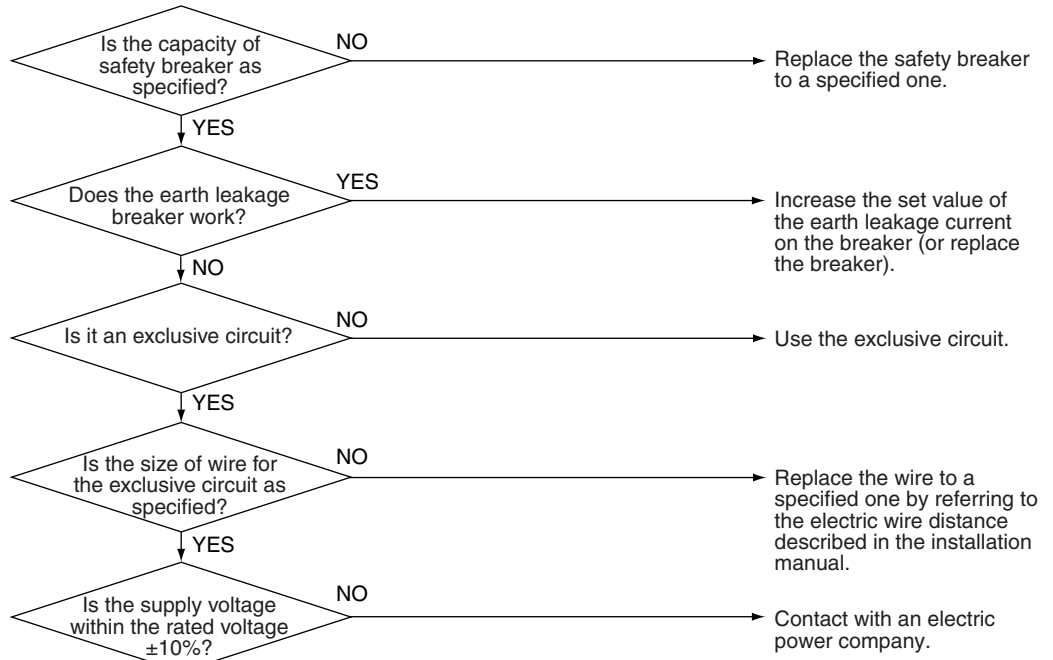 Is the capacity of
safety breaker as
specified?
NO
Replace the safety breaker
to a specified one.
YES
Does the earth leakage
breaker work?
YES
Increase the set value of
the earth leakage current
on the breaker (or replace
the breaker).
NO
Is it an exclusive circuit?
NO
Use the exclusive circuit.
YES
Is the size of wire for
the exclusive circuit as
specified?
NO
Replace the wire to a
specified one by referring to
the electric wire distance
described in the installation
manual.
YES
Is the supply voltage
within the rated voltage
±10%?
NO
Contact with an electric
power company.